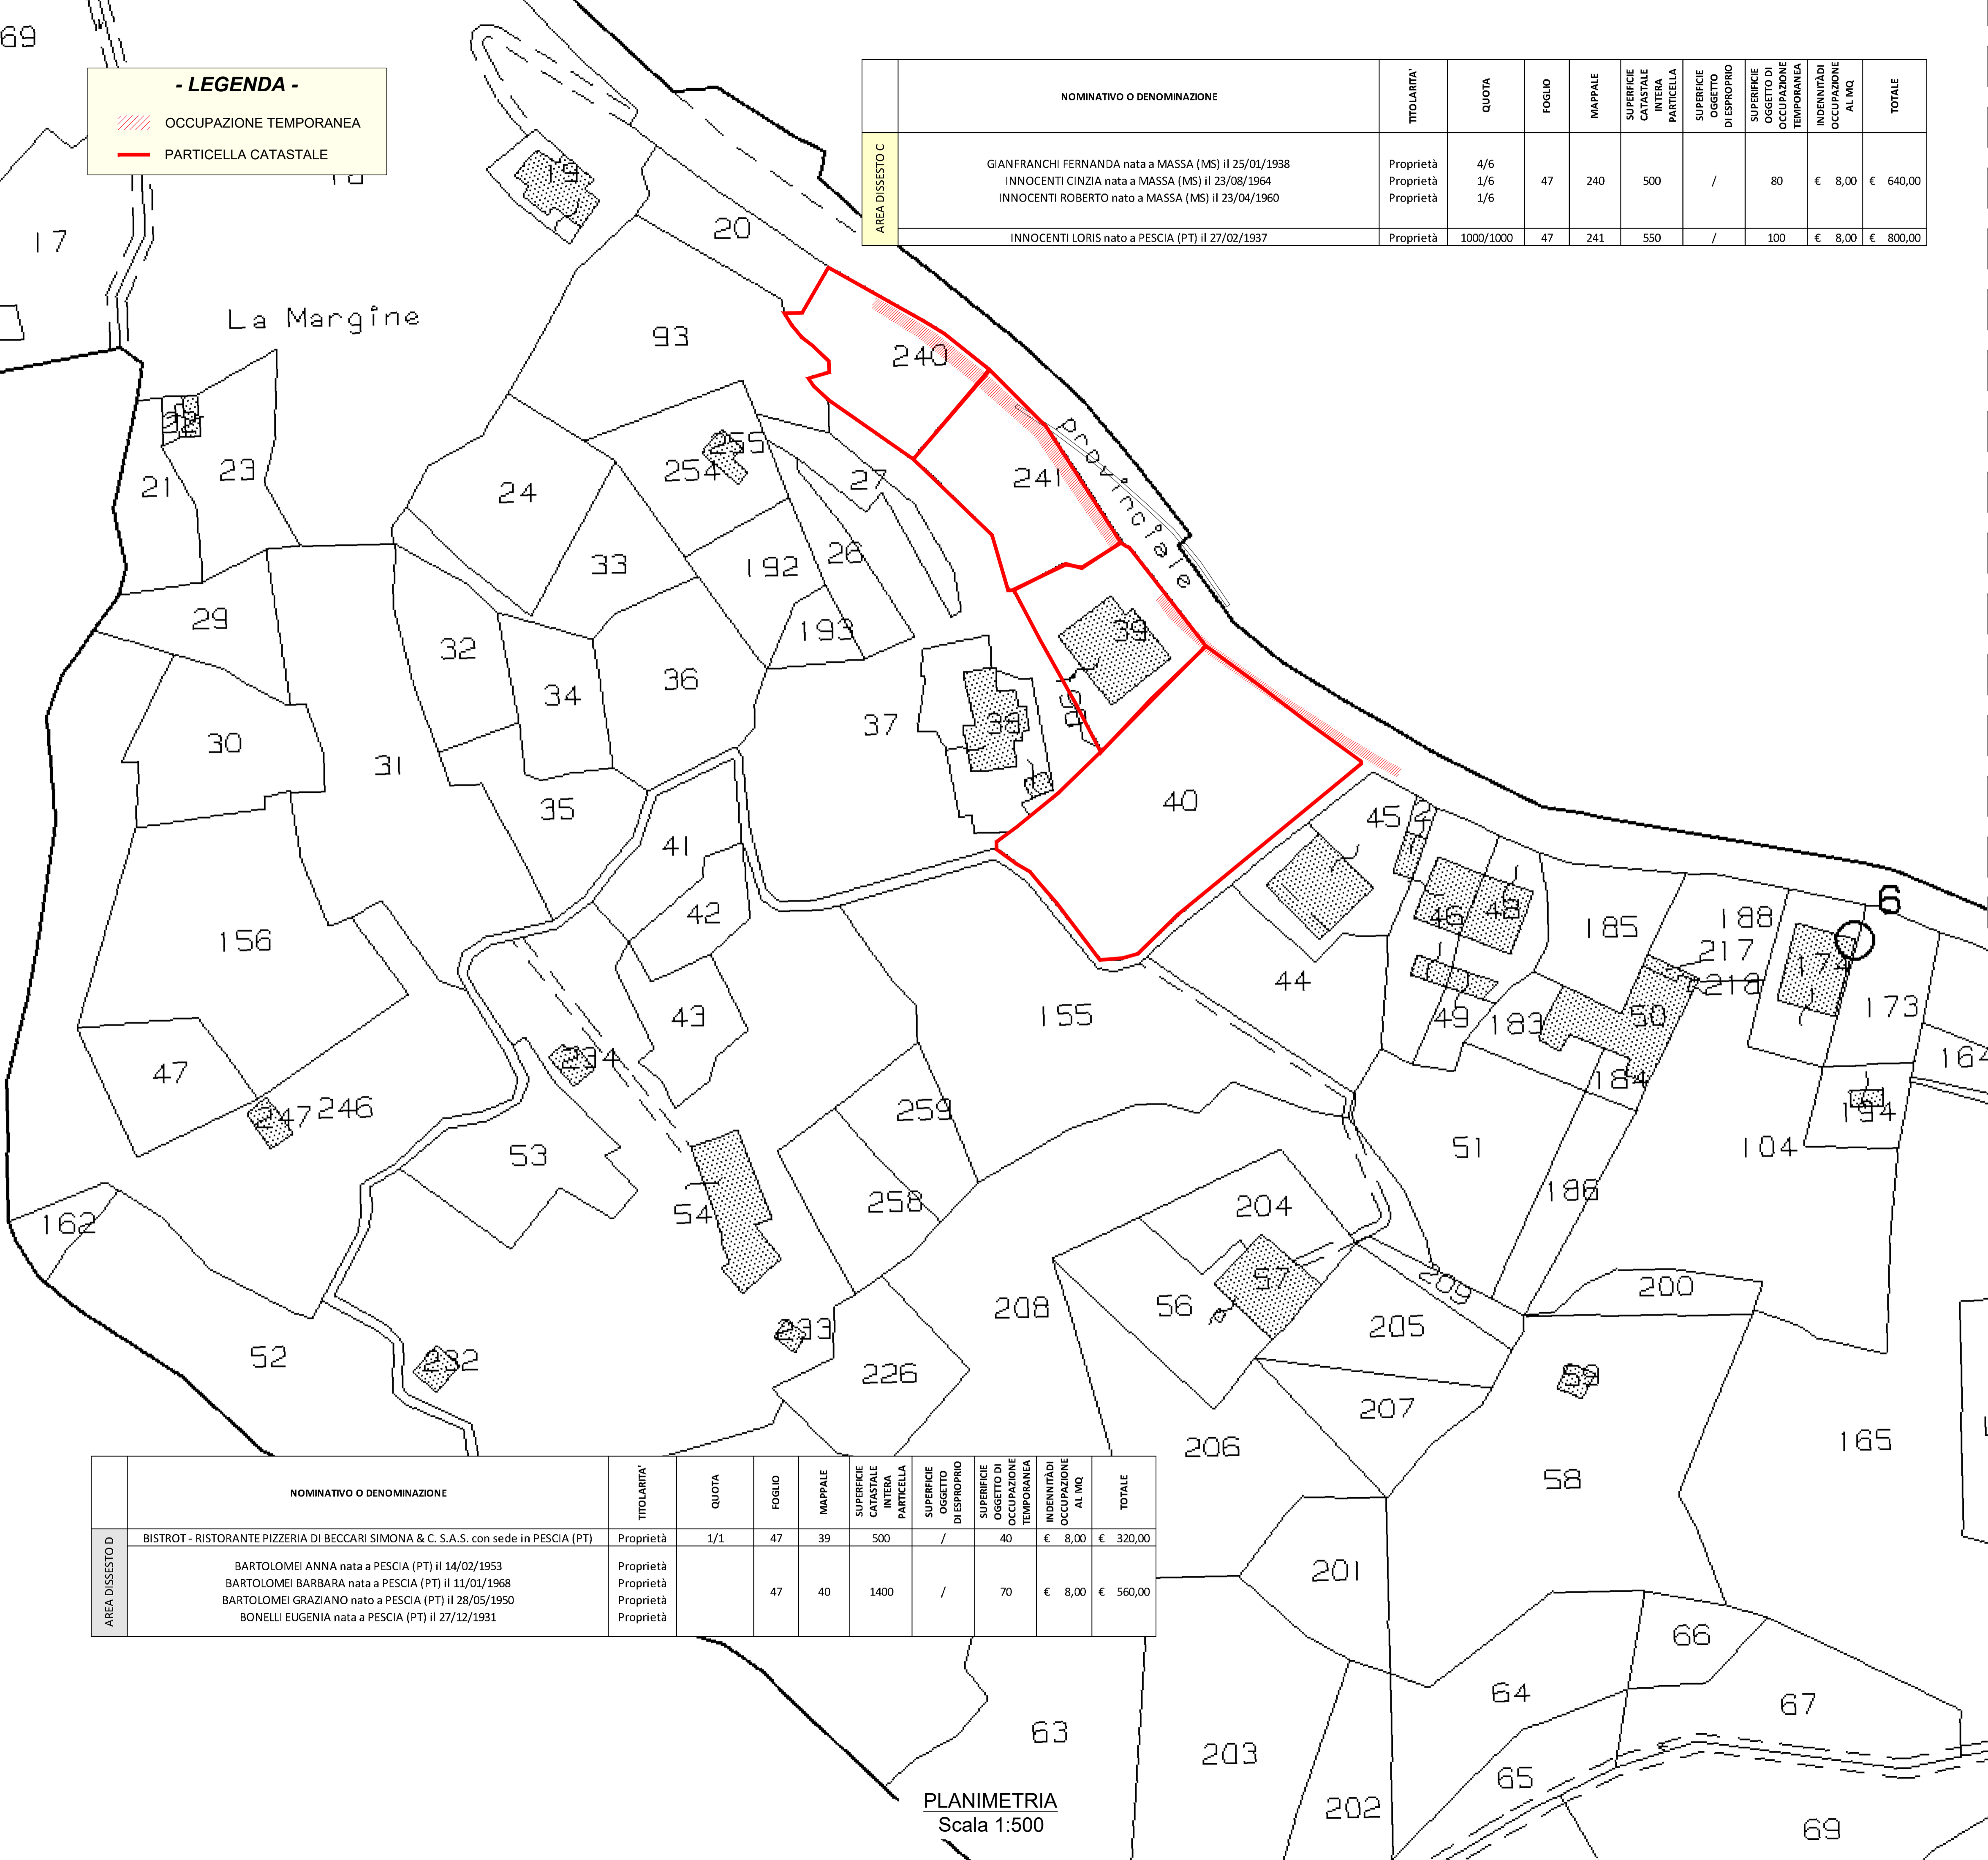 69
- LEGENDA -
OCCUPAZIONE TEMPORANEA
PARTICELLA CATASTALE
NOMINATIVO O DENOMINAZIONE
TITOLARITA'
QUOTA
FOGLIO
MAPPALE
SUPERFICIE CATASTALE INTERA PARTICELLA
SUPERFICIE OGGETTO DI ESPROPRIO
SUPERIFICIE OGGETTO DI OCCUPAZIONE TEMPORANEA
INDENNITÀDI OCCUPAZIONE AL MQ
TOTALE
AREA DISSESTO C
GIANFRANCHI FERNANDA nata a MASSA (MS) il 25/01/1938 Proprietà 4/6
INNOCENTI CINZIA nata a MASSA (MS) il 23/08/1964 Proprietà 1/6 47 240 500 / 80 € 8,00 € 640,00
INNOCENTI ROBERTO nato a MASSA (MS) il 23/04/1960 Proprietà 1/6
INNOCENTI LORIS nato a PESCIA (PT) il 27/02/1937 Proprietà 1000/1000 47 241 550 / 100 € 8,00 € 800,00
19
20
17
La Margine
93
240
provinciale
21
23
24
254
255
27
241
33
192
26
29
32
34
36
193
39
30
31
37
38
35
40
41
45
2
42
46
48
185
188
6
156
217
174
218
44
43
155
49
183
50
173
234
47
184
164
247
246
259
194
53
51
104
54
258
204
186
162
57
209
200
56
208
205
52
232
233
226
59
207
206
165
58
NOMINATIVO O DENOMINAZIONE
TITOLARITA'
QUOTA
FOGLIO
MAPPALE
SUPERFICIE CATASTALE INTERA PARTICELLA
SUPERFICIE OGGETTO DI ESPROPRIO
SUPERIFICIE OGGETTO DI OCCUPAZIONE TEMPORANEA
INDENNITÀDI OCCUPAZIONE AL MQ
TOTALE
AREA DISSESTO D
BISTROT - RISTORANTE PIZZERIA DI BECCARI SIMONA & C. S.A.S. con sede in PESCIA (PT) Proprietà 1/1 47 39 500 / 40 € 8,00 € 320,00
BARTOLOMEI ANNA nata a PESCIA (PT) il 14/02/1953 Proprietà
BARTOLOMEI BARBARA nata a PESCIA (PT) il 11/01/1968 Proprietà
47 40 1400 / 70 € 8,00 € 560,00
BARTOLOMEI GRAZIANO nato a PESCIA (PT) il 28/05/1950 Proprietà
BONELLI EUGENIA nata a PESCIA (PT) il 27/12/1931 Proprietà
201
66
64
67
63
203
65
202
69
PLANIMETRIA
Scala 1:500